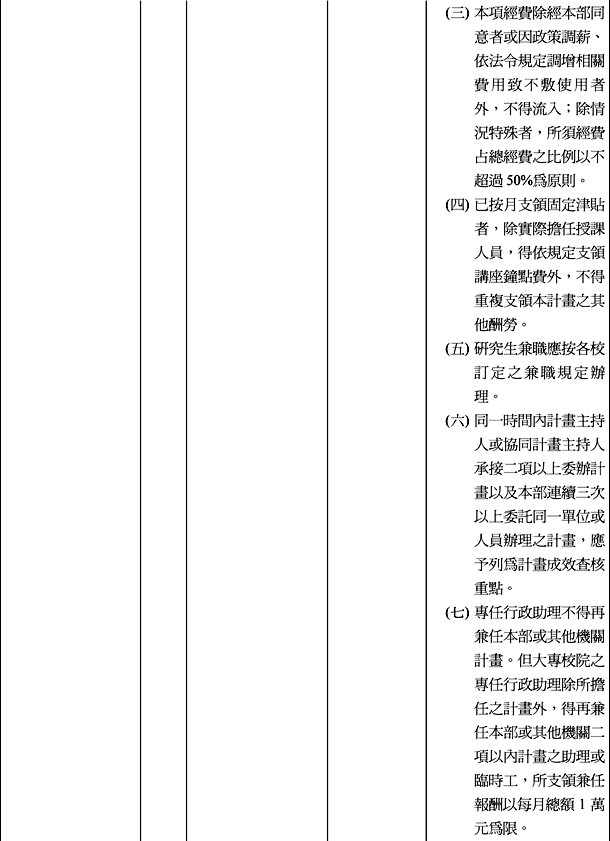 (三) 本項經費除經本部同
意者或因政策調薪、
依法令規定調增相關
費用致不敷使用者
外，不得流入；除情
況特殊者，所須經費
占總經費之比例以不
超過 50%為原則。
(四) 已按月支領固定津貼
者，除實際擔任授課
人員，得依規定支領
講座鐘點費外，不得
重複支領本計畫之其
他酬勞。
(五) 研究生兼職應按各校
訂定之兼職規定辦
理。
(六) 同一時間內計畫主持
人或協同計畫主持人
承接二項以上委辦計
畫以及本部連續三次
以上委託同一單位或
人員辦理之計畫，應
予列為計畫成效查核
重點。
(七) 專任行政助理不得再
兼任本部或其他機關
計畫。但大專校院之
專任行政助理除所擔
任之計畫外，得再兼
任本部或其他機關二
項以內計畫之助理或
臨時工，所支領兼任
報酬以每月總額 1 萬
元為限。